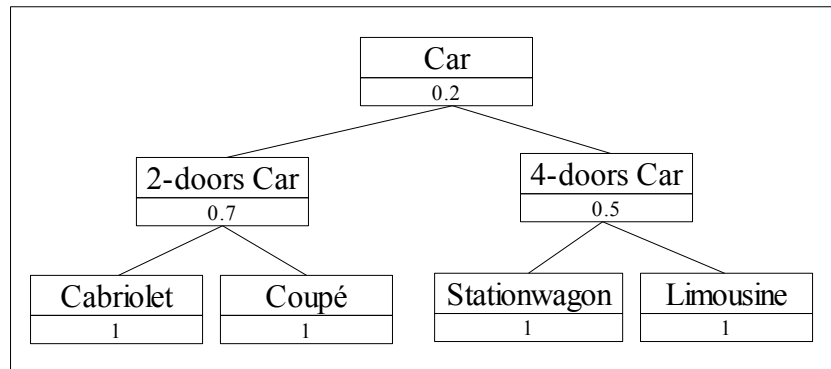 Car
0.2
2-doors Car
0.7
4-doors Car
0.5
Cabriolet
1
Coupé
1
Stationwagon
1
Limousine
1